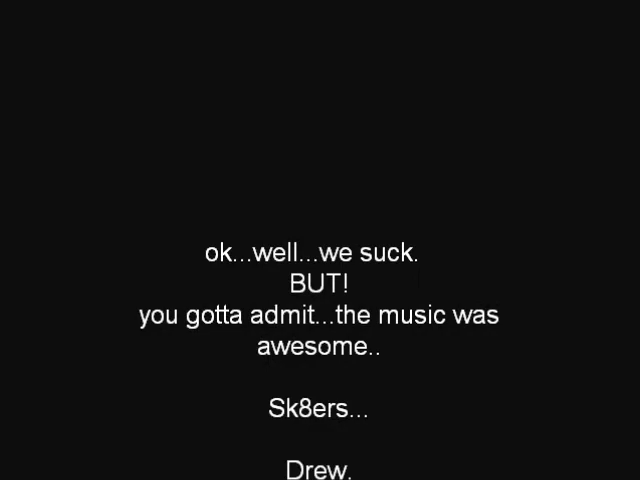 ok...well...we suck.
BUT!
you gotta admit...the music was
awesome..
Sk8ers...
Drew.